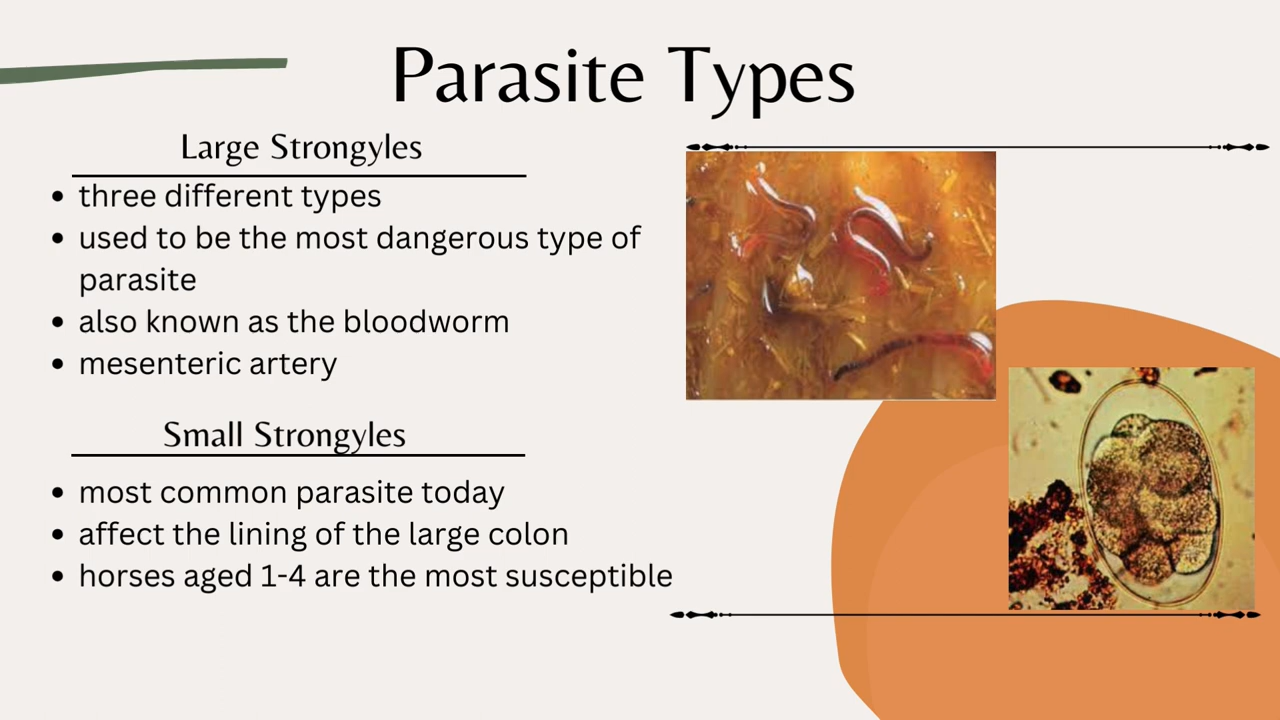 Parasite Types
Large Strongyles
• three different types
• used to be the most dangerous type of
parasite
• also known as the bloodworm
• mesenteric artery
Small Strongyles
• most common parasite today
• affect the lining of the large colon
• horses aged 1-4 are the most susceptible